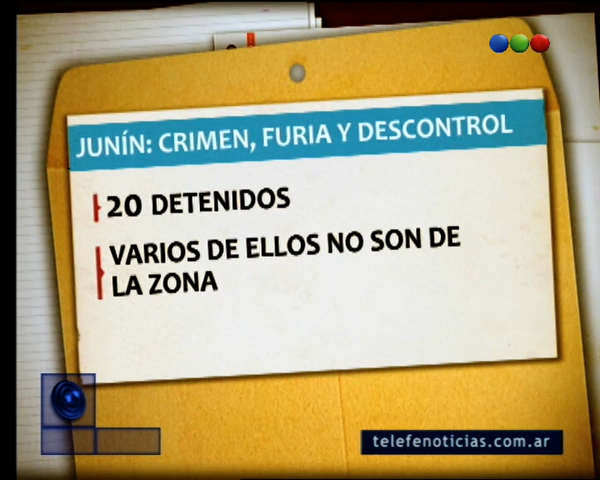 JUNÍN: CRIMEN, FURIA Y DESCONTROL
20 DETENIDOS
VARIOS DE ELLOS NO SON DE
LA ZONA
telefenoticias.com.ar